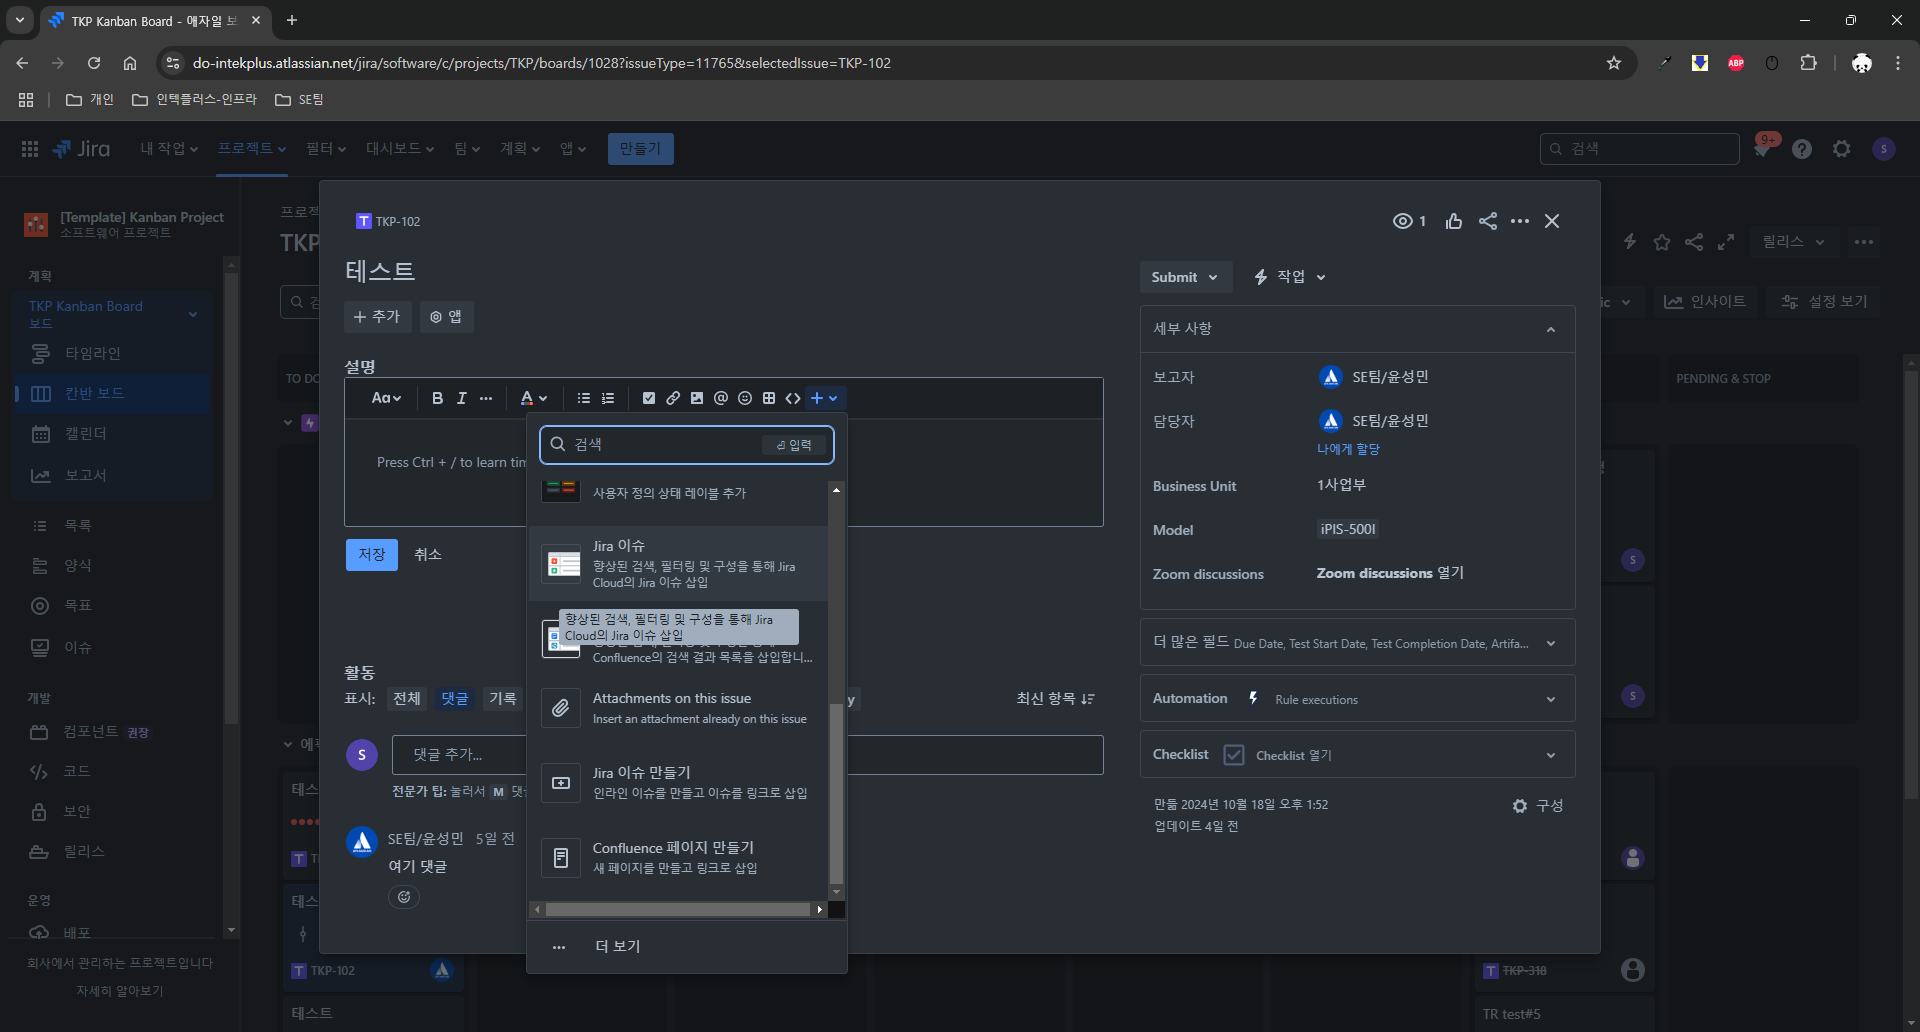 TKP Kanban Board - 애자일 보
do-intekplus.atlassian.net/jira/software/c/projects/TKP/boards/1028?issueType=11765&selectedIssue=TKP-102
ABP
개인
인텍플러스-인프라
SE팀
Jira
내 작업
프로젝트
필터
대시보드
팀
계획
앱
만들기
검색
9+
S
[Template] Kanban Project
소프트웨어 프로젝트
계획
TKP Kanban Board
보드
타임라인
칸반 보드
캘린더
보고서
목록
양식
목표
이슈
개발
컴포넌트 권장
코드
보안
릴리스
운영
배포
회사에서 관리하는 프로젝트입니다
자세히 알아보기
TKP
TO DO
릴리스
인사이트
설정 보기
PENDING & STOP
TKP-102
테스트
TKP-318
TR test#5
TKP-102
1
테스트
추가
앱
설명
Aa
B
I
A
Press Ctrl + / to learn
검색
입력
사용자 정의 상태 레이블 추가
Jira 이슈
향상된 검색, 필터링 및 구성을 통해 Jira
Cloud의 Jira 이슈 삽입
향상된 검색, 필터링 및 구성을 통해 Jira
Cloud의 Jira 이슈 삽입
Confluence의 검색 결과 목록을 삽입합니...
Attachments on this issue
Insert an attachment already on this issue
Jira 이슈 만들기
인라인 이슈를 만들고 이슈를 링크로 삽입
Confluence 페이지 만들기
새 페이지를 만들고 링크로 삽입
더 보기
저장
취소
활동
표시:
전체
댓글
기록
최신 항목
S
댓글 추가...
전문가 팁: 눌러서 M
SE팀/윤성민 5일 전
여기 댓글
Submit
작업
세부 사항
보고자
SE팀/윤성민
담당자
SE팀/윤성민
나에게 할당
Business Unit
1사업부
Model
iPIS-500I
Zoom discussions
Zoom discussions 열기
더 많은 필드 Due Date, Test Start Date, Test Completion Date, Artifa...
Automation
Rule executions
Checklist
Checklist 열기
만듦 2024년 10월 18일 오후 1:52
업데이트 4일 전
구성